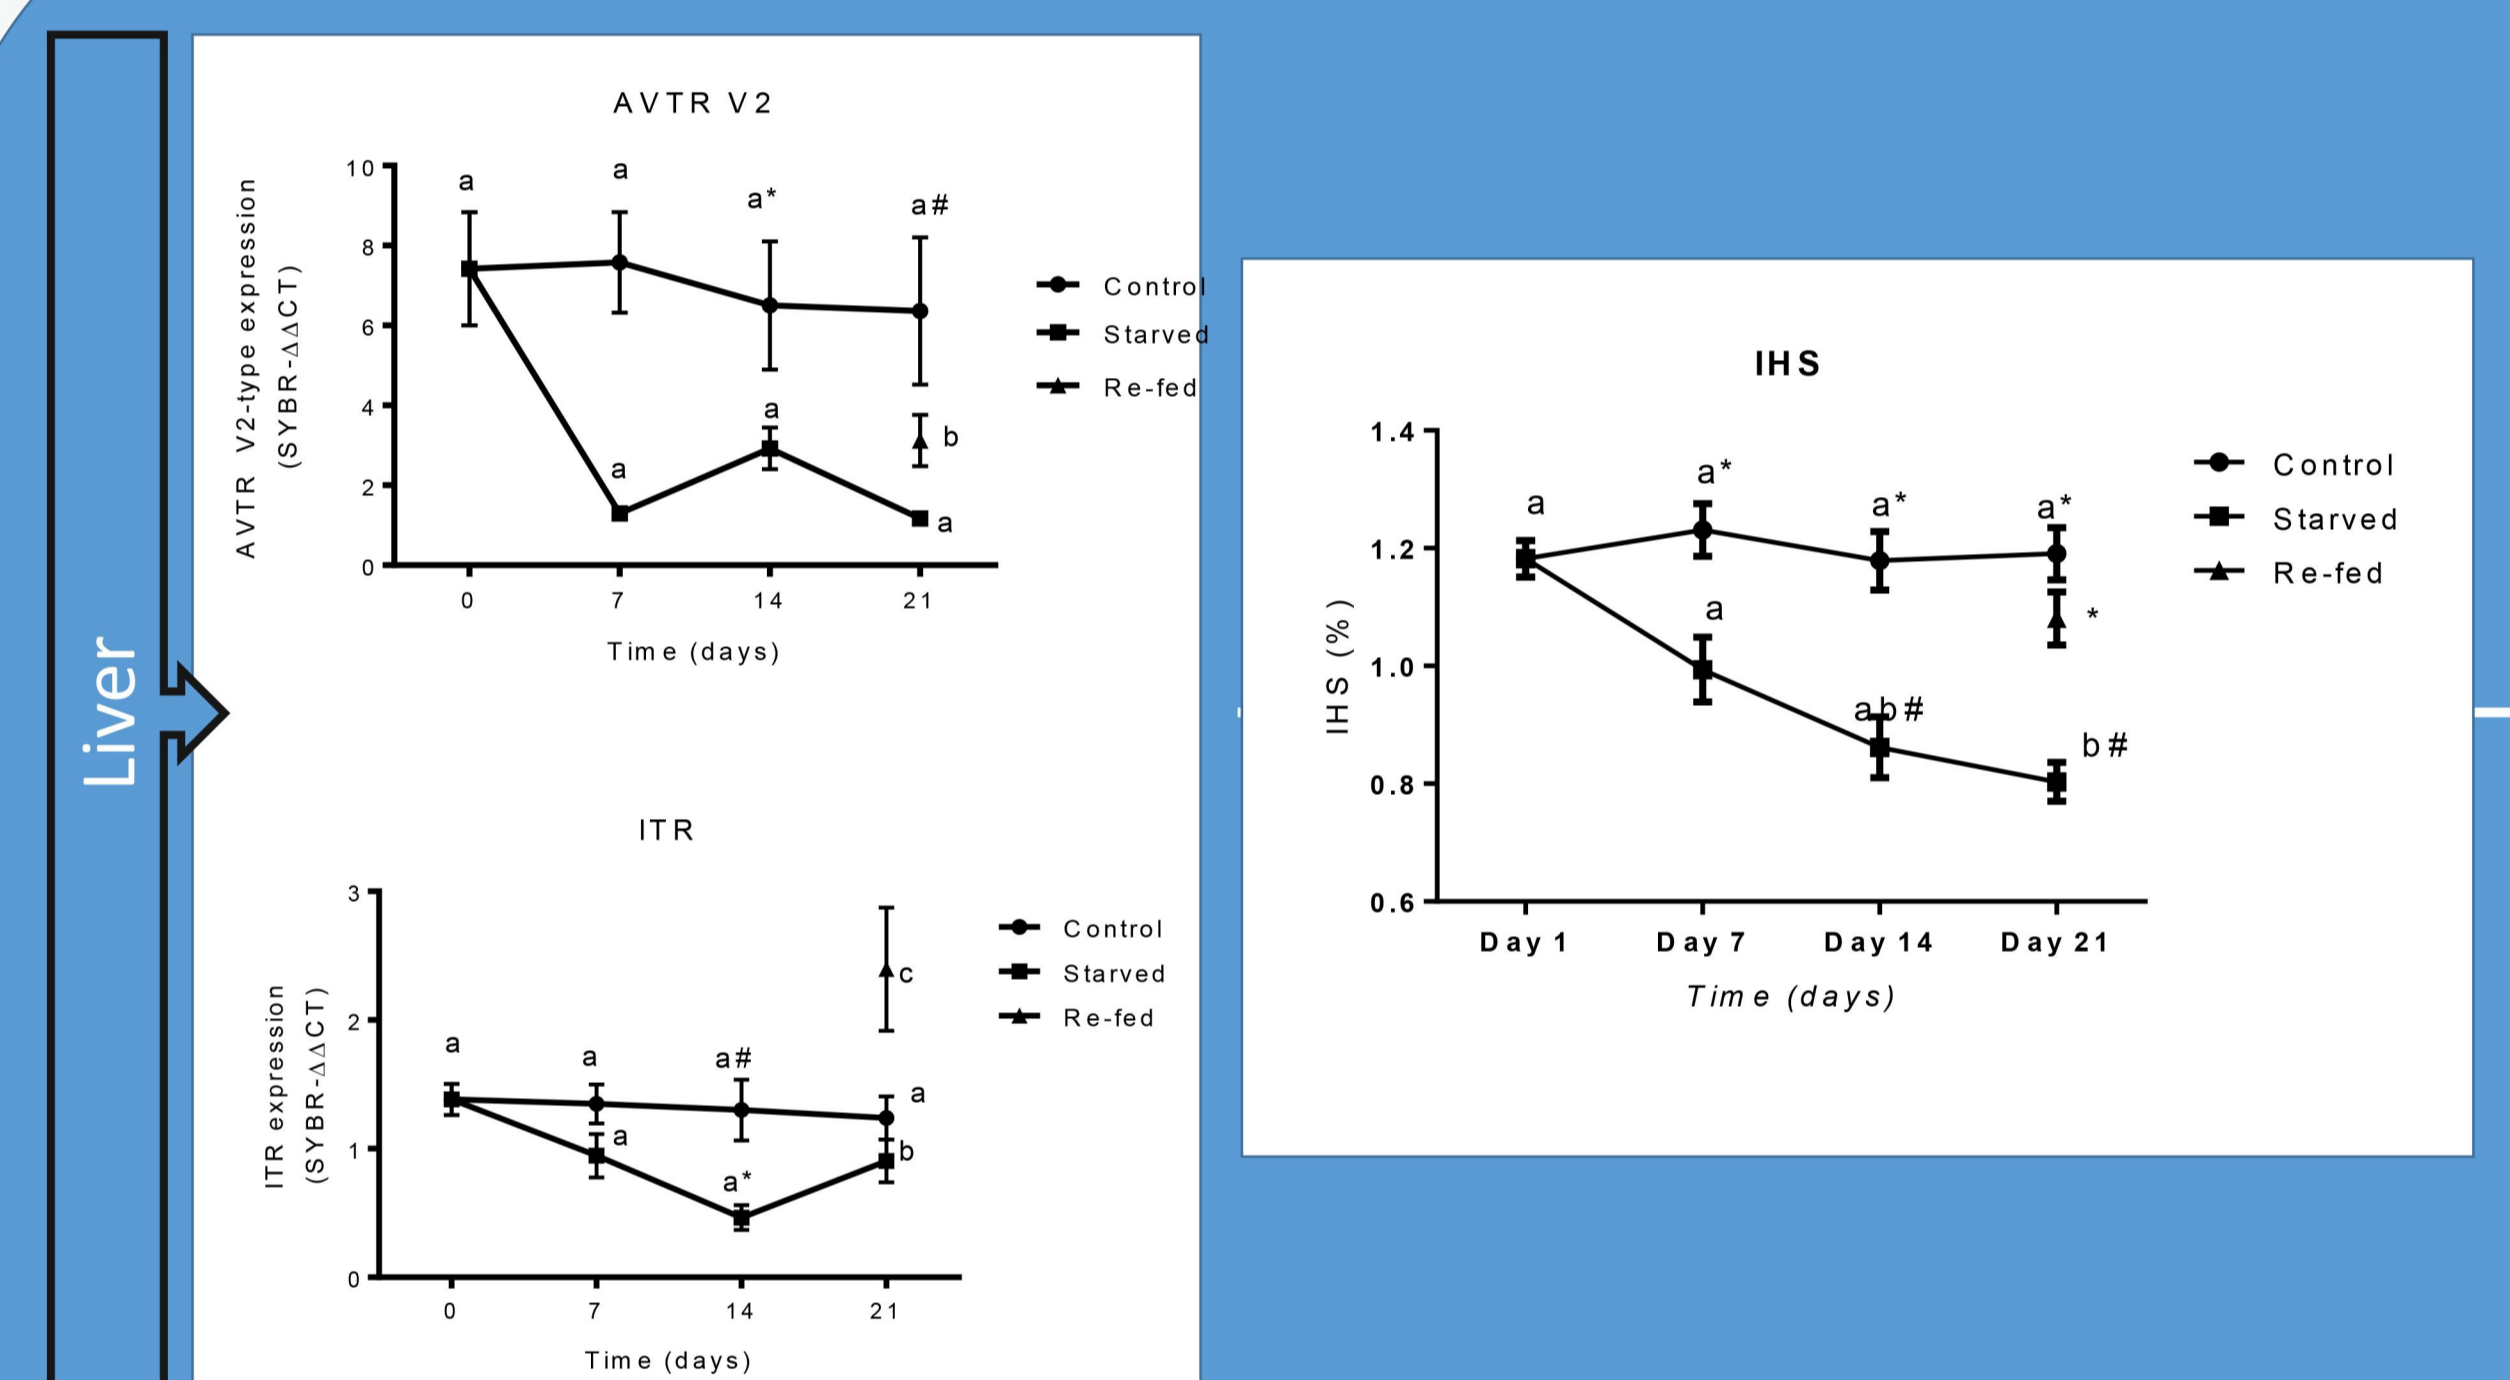 Liver
AVTR V2
AVTR V2-type expression
(SYBR-ΔΔCT)
10
8
6
4
2
0
a
a
a*
a#
a
a
b
a
0 7 14 21
Time (days)
Control
Starved
Re-fed
ITR
ITR expression
(SYBR-ΔΔCT)
3
2
1
0
a
a
a#
c
a
a
a*
b
0 7 14 21
Time (days)
Control
Starved
Re-fed
IHS
IHS (%)
1.4
1.2
1.0
0.8
0.6
a
a*
a*
a*
*
a
ab#
b#
Day 1 Day 7 Day 14 Day 21
Time (days)
Control
Starved
Re-fed